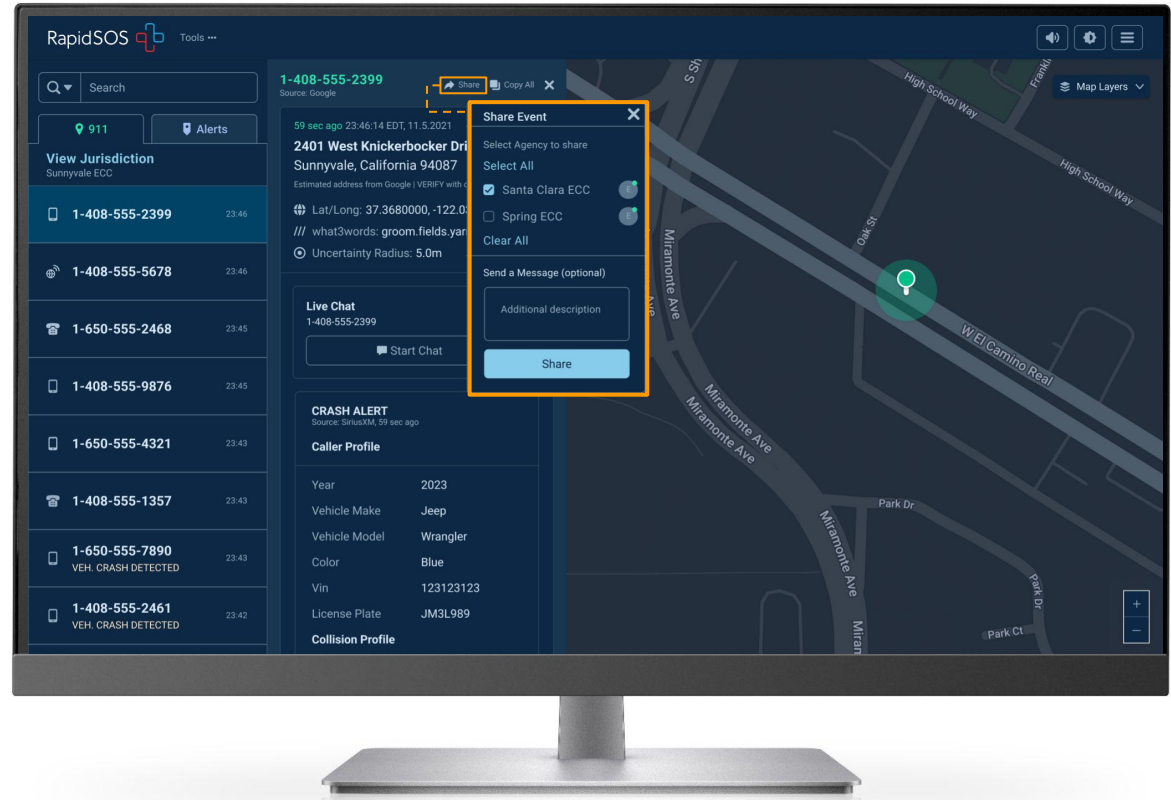 RapidSOS
Tools
Search
911
Alerts
View Jurisdiction
Sunnyvale ECC
1-408-555-2399 23:46
1-408-555-5678 23:46
1-650-555-2468 23:45
1-408-555-9876 23:45
1-650-555-4321 23:43
1-408-555-1357 23:43
1-650-555-7890 23:43
VEH. CRASH DETECTED
1-408-555-2461 23:42
VEH. CRASH DETECTED
1-408-555-2399
Source: Google
Share
Copy All
59 sec ago 23:46:14 EDT, 11.5.2021
2401 West Knickerbocker Dri
Sunnyvale, California 94087
Estimated address from Google | VERIFY with
Lat/Long: 37.3680000, -122.03
/// what3words: groom.fields.yar
Uncertainty Radius: 5.0m
Live Chat
1-408-555-2399
Start Chat
CRASH ALERT
Source: SiriusXM, 59 sec ago
Caller Profile
Year 2023
Vehicle Make Jeep
Vehicle Model Wrangler
Color Blue
Vin 123123123
License Plate JM3L989
Collision Profile
Share Event
Select Agency to share
Select All
Santa Clara ECC E
Spring ECC E
Clear All
Send a Message (optional)
Additional description
Share
Map Layers
S Sh
High School Way
Frankl
High School Way
Oak St
Miramonte Ave
Ave
W El Camino Real
Miramonte Ave
Miramonte Ave
Park Dr
Miramonte Ave
Park Dr
Miran
Park Ct
+
−